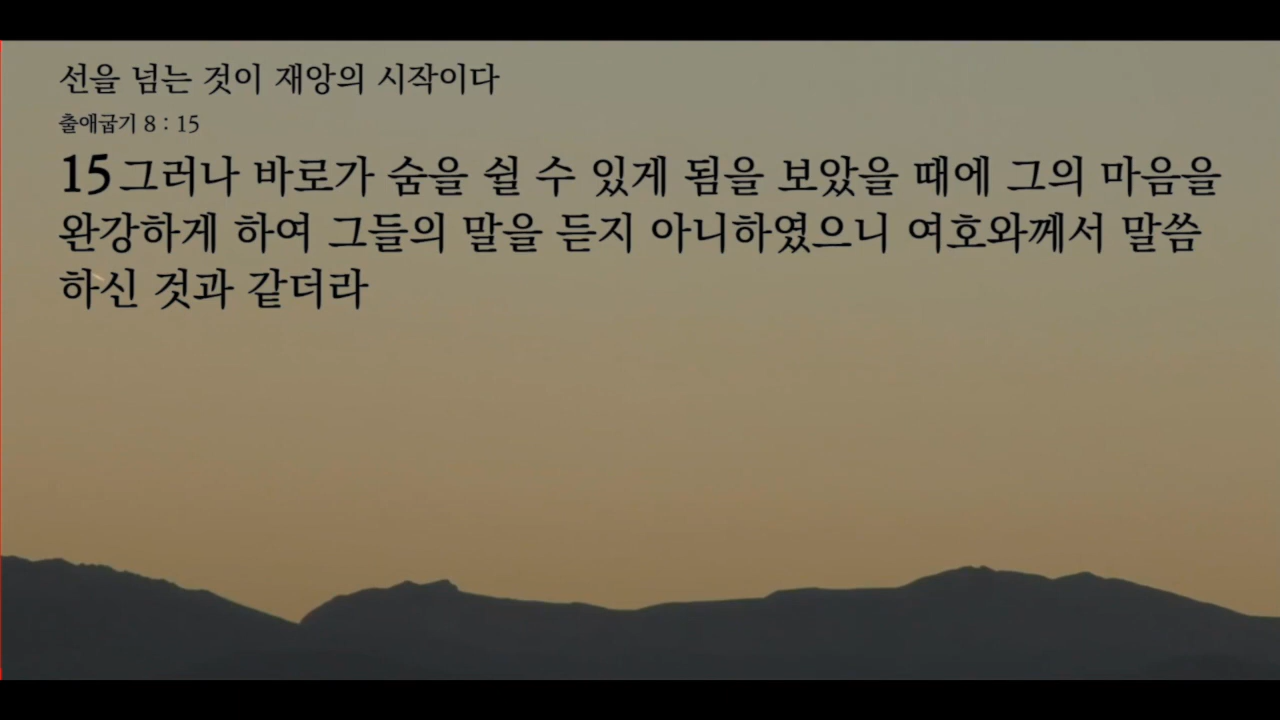 선을 넘는 것이 재앙의 시작이다
출애굽기 8 : 15
15 그러나 바로가 숨을 쉴 수 있게 됨을 보았을 때에 그의 마음을
완강하게 하여 그들의 말을 듣지 아니하였으니 여호와께서 말씀
하신 것과 같더라